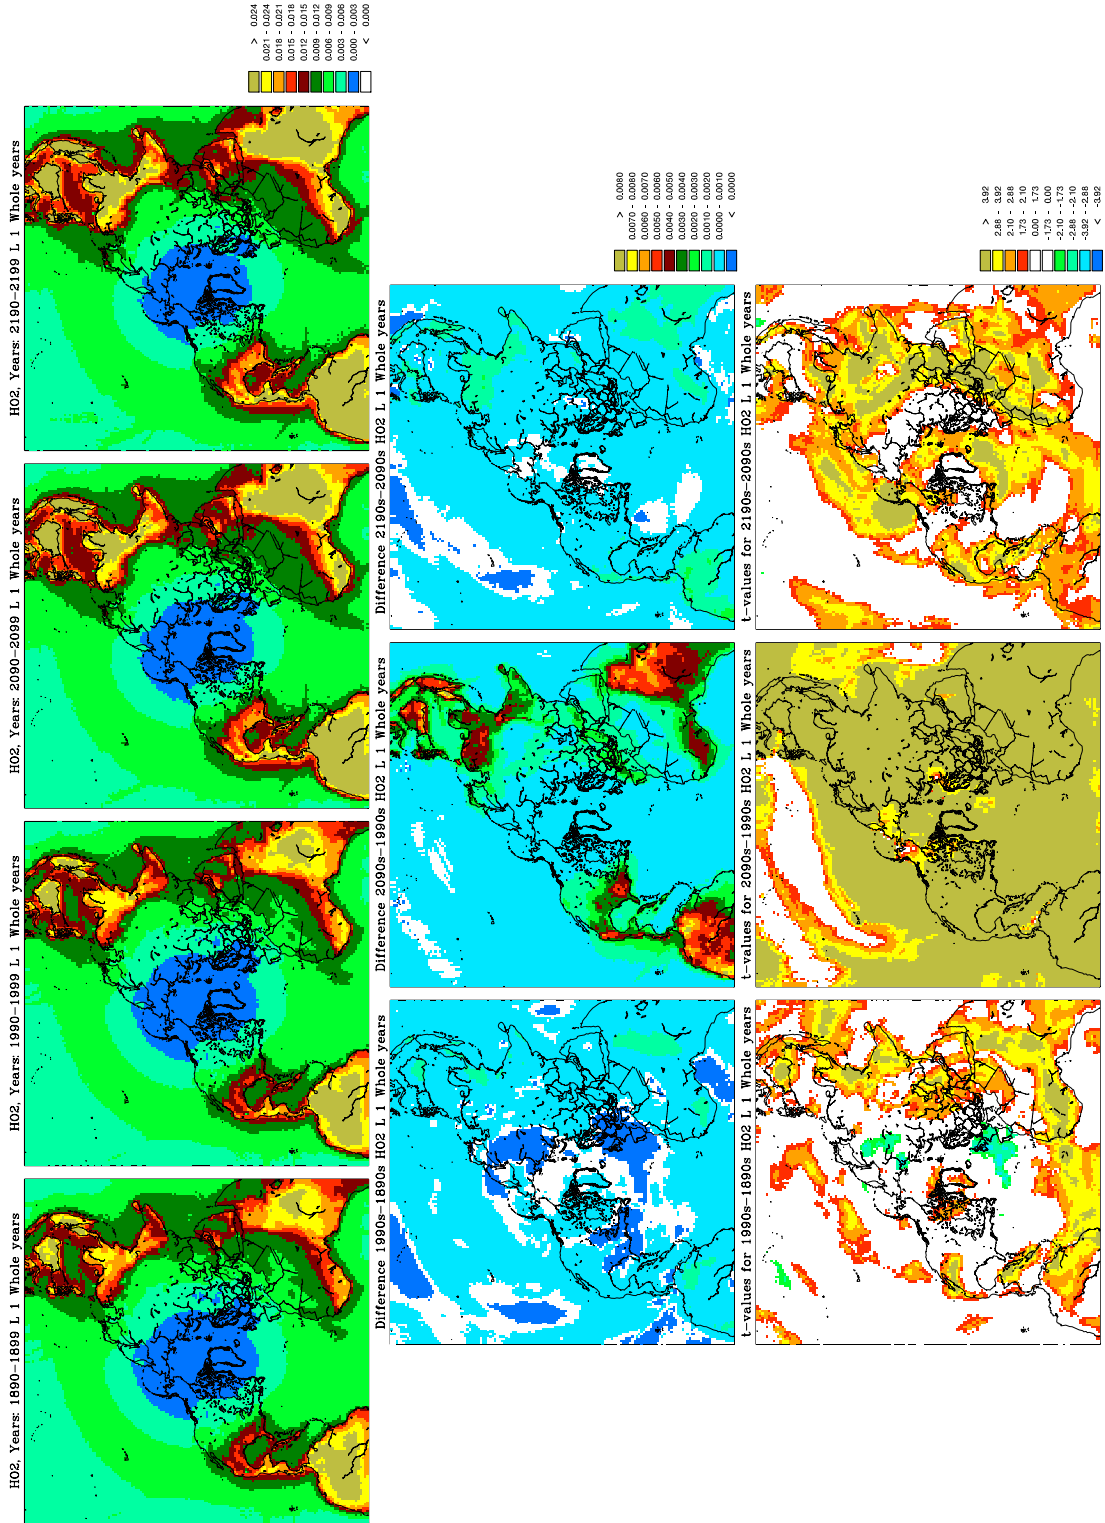 HO2, Years: 1890-1899 L 1 Whole years
HO2, Years: 1990-1999 L 1 Whole years
HO2, Years: 2090-2099 L 1 Whole years
HO2, Years: 2190-2199 L 1 Whole years
> 0.024
0.021 - 0.024
0.018 - 0.021
0.015 - 0.018
0.012 - 0.015
0.009 - 0.012
0.006 - 0.009
0.003 - 0.006
0.000 - 0.003
< 0.000
Difference 1990s-1890s HO2 L 1 Whole years
Difference 2090s-1990s HO2 L 1 Whole years
Difference 2190s-2090s HO2 L 1 Whole years
> 0.0080
0.0070 - 0.0080
0.0060 - 0.0070
0.0050 - 0.0060
0.0040 - 0.0050
0.0030 - 0.0040
0.0020 - 0.0030
0.0010 - 0.0020
0.0000 - 0.0010
< 0.0000
t-values for 1990s-1890s HO2 L 1 Whole years
t-values for 2090s-1990s HO2 L 1 Whole years
t-values for 2190s-2090s HO2 L 1 Whole years
> 3.92
2.88 - 3.92
2.10 - 2.88
1.73 - 2.10
0.00 - 1.73
-1.73 - 0.00
-2.10 - -1.73
-2.88 - -2.10
-3.92 - -2.88
< -3.92